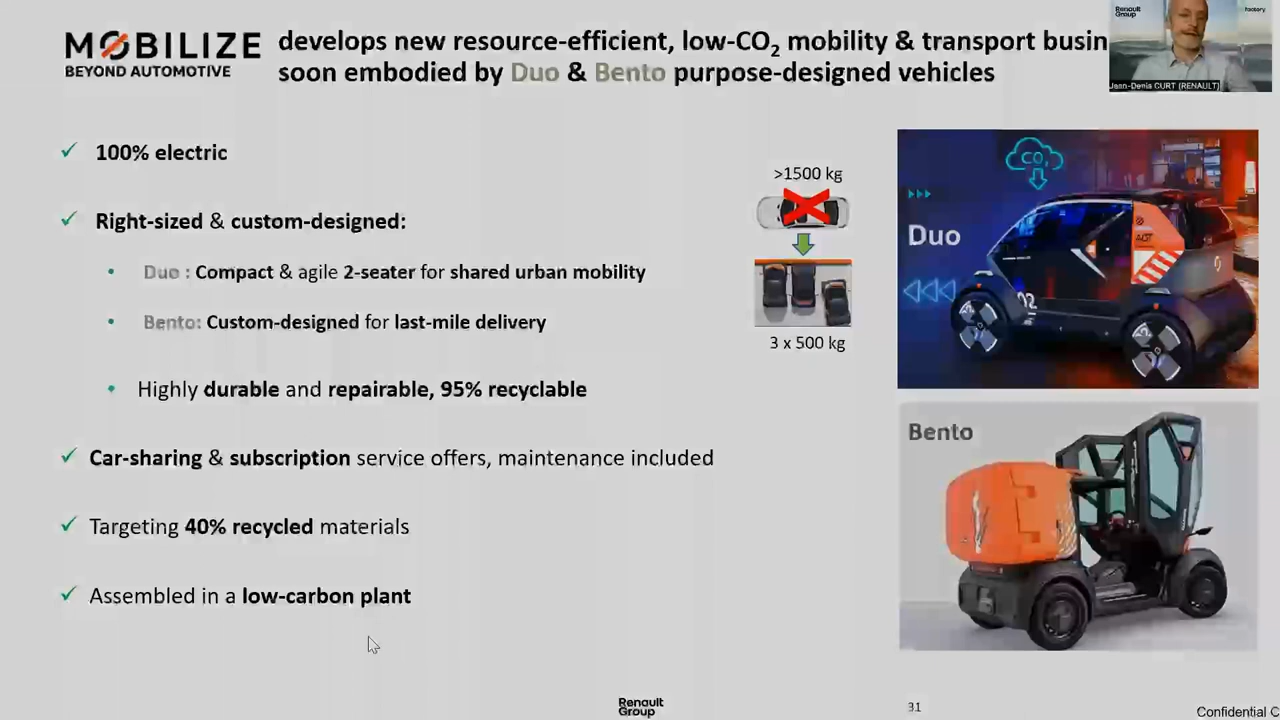 MOBILIZE
BEYOND AUTOMOTIVE
develops new resource-efficient, low-CO2 mobility & transport busin
soon embodied by Duo & Bento purpose-designed vehicles
Renault
Group
factory
Jean-Denis CURT (RENAULT)
✓ 100% electric
✓ Right-sized & custom-designed:
• Duo : Compact & agile 2-seater for shared urban mobility
• Bento: Custom-designed for last-mile delivery
• Highly durable and repairable, 95% recyclable
✓ Car-sharing & subscription service offers, maintenance included
✓ Targeting 40% recycled materials
✓ Assembled in a low-carbon plant
>1500 kg
3 x 500 kg
CO2
Duo
02
Bento
Renault
Group
31
Confidential C